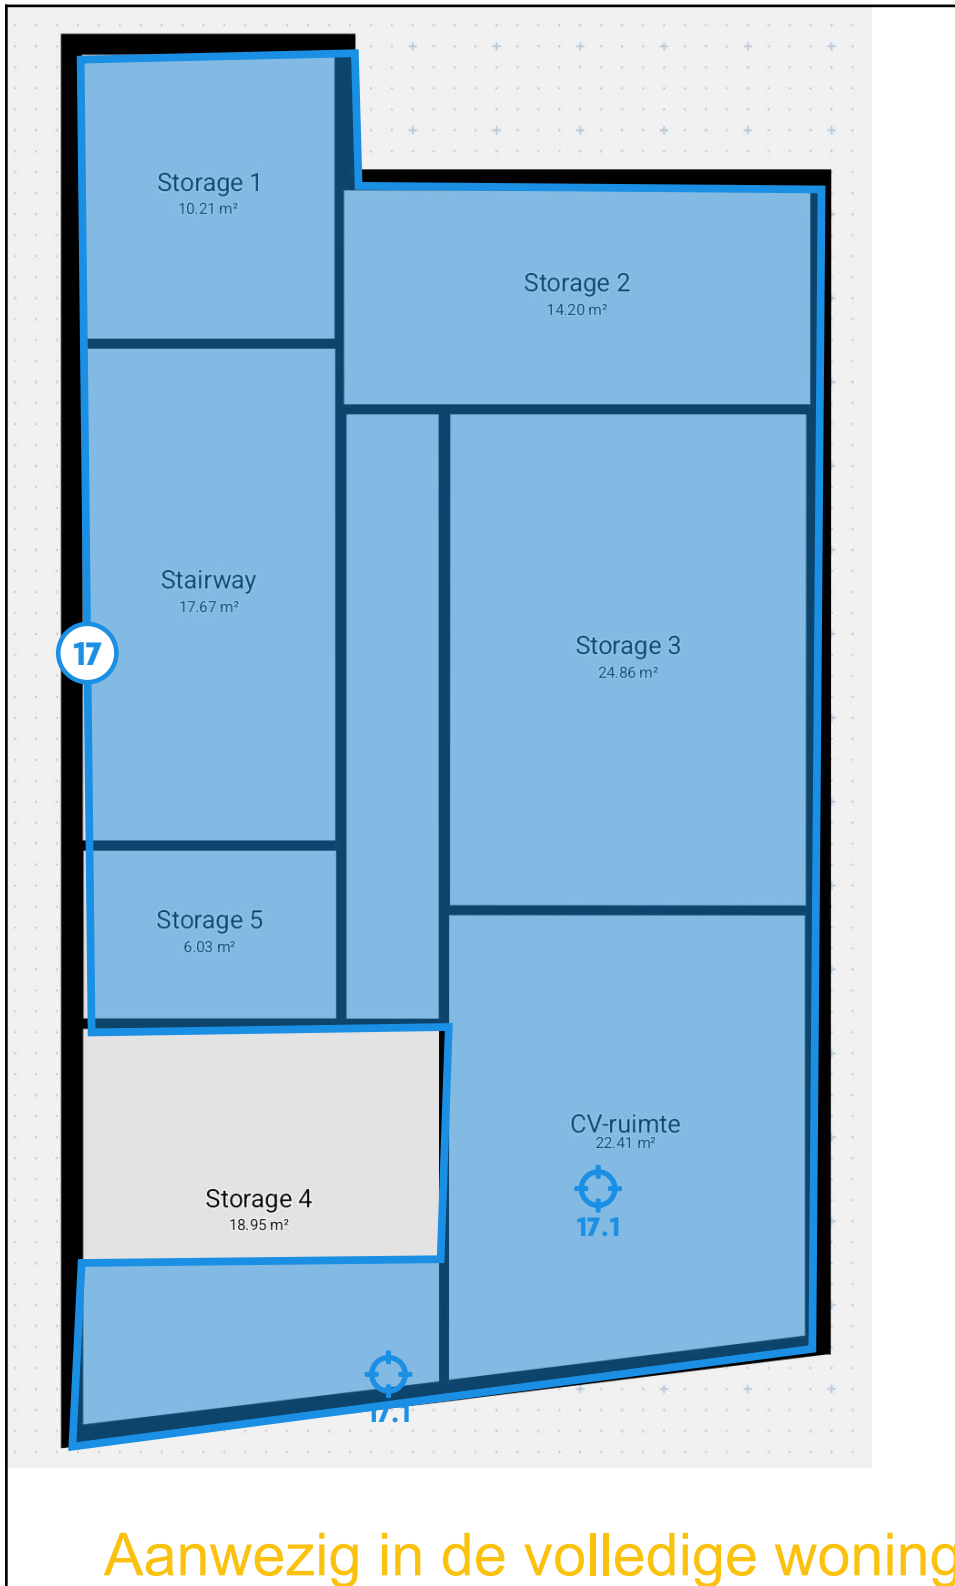 Storage 1
10.21 m²
Storage 2
14.20 m²
Stairway
17.67 m²
Storage 3
24.86 m²
17
Storage 5
6.03 m²
CV-ruimte
22.41 m²
Storage 4
18.95 m²
17.1
17.1
Aanwezig in de volledige woning